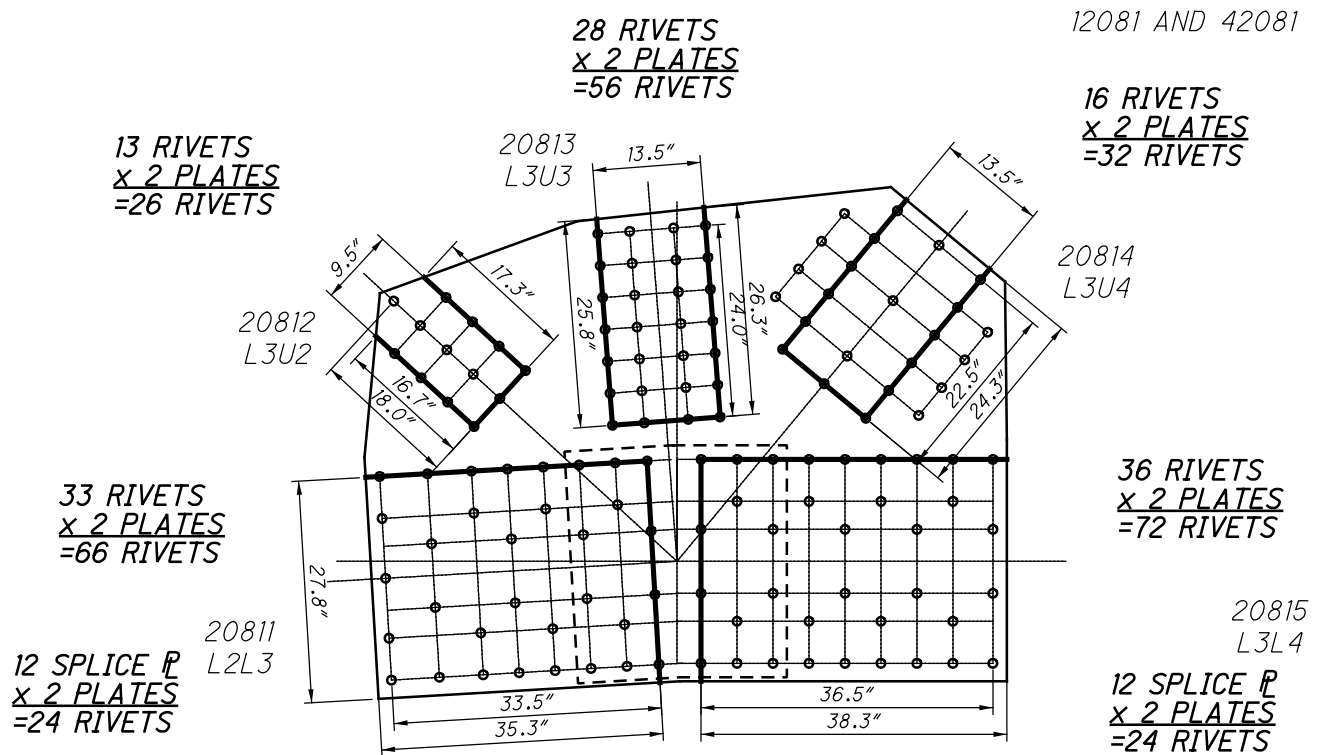 12081 AND 42081
28 RIVETS
x 2 PLATES
=56 RIVETS
16 RIVETS
x 2 PLATES
=32 RIVETS
13 RIVETS
x 2 PLATES
=26 RIVETS
20813
L3U3
13.5"
13.5"
9.5"
17.3"
20814
L3U4
20812
L3U2
25.8"
24.0"
26.3"
16.7"
18.0"
22.5"
24.3"
33 RIVETS
x 2 PLATES
=66 RIVETS
36 RIVETS
x 2 PLATES
=72 RIVETS
27.8"
20811
L2L3
20815
L3L4
12 SPLICE ⅊
x 2 PLATES
=24 RIVETS
33.5"
35.3"
36.5"
38.3"
12 SPLICE ⅊
x 2 PLATES
=24 RIVETS